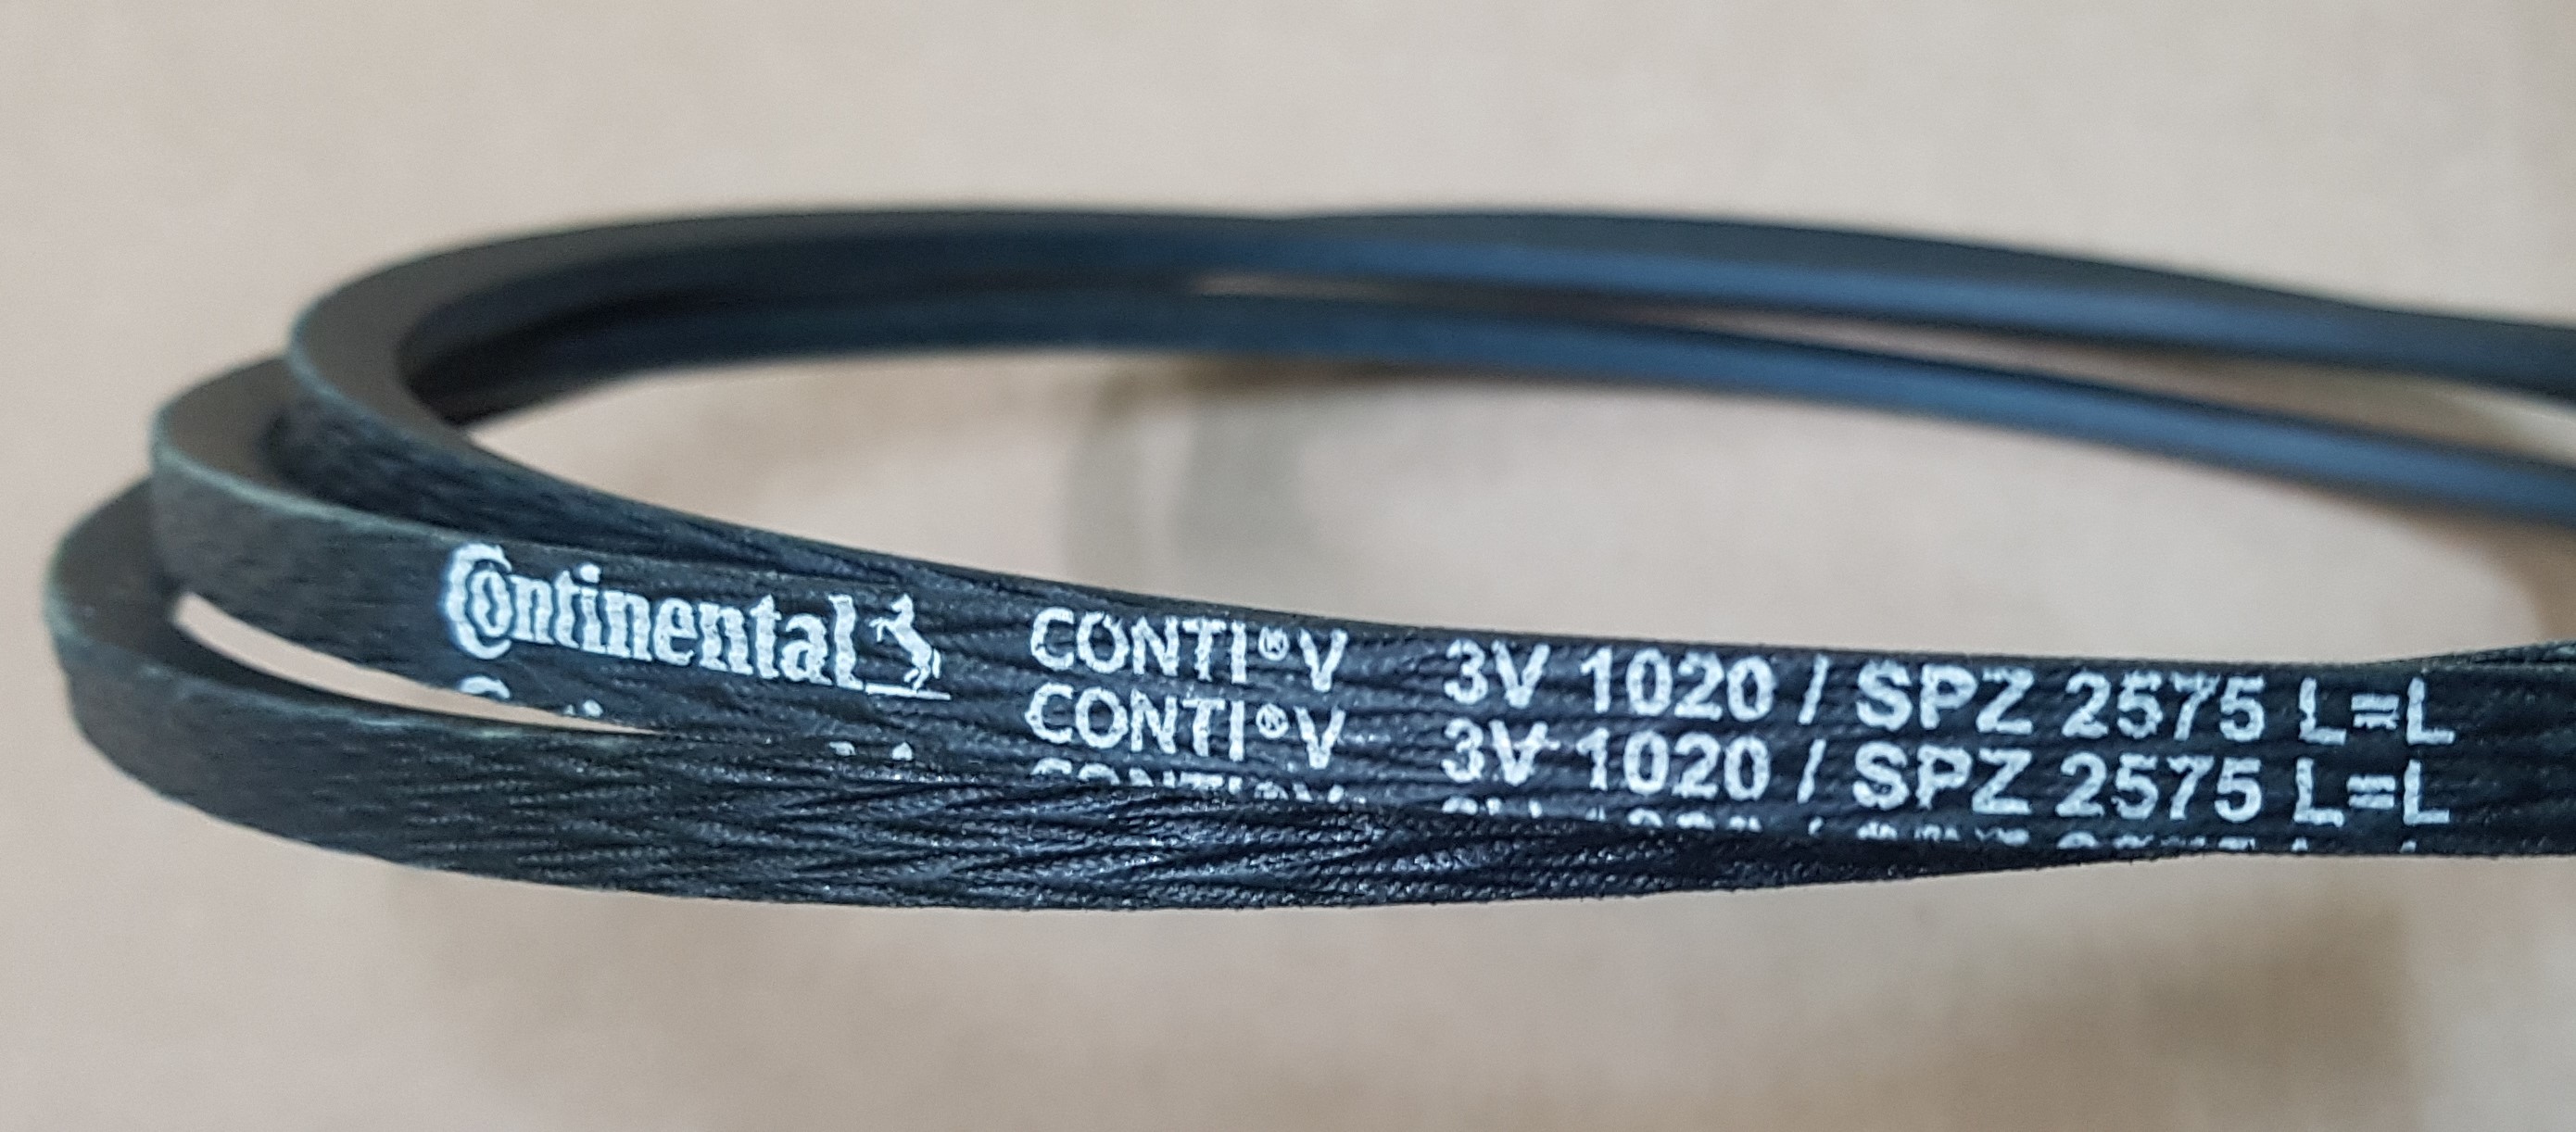 Continental CONTI®V 3V 1020 / SPZ 2575 L=L
CONTI®V 3V 1020 / SPZ 2575 L=L